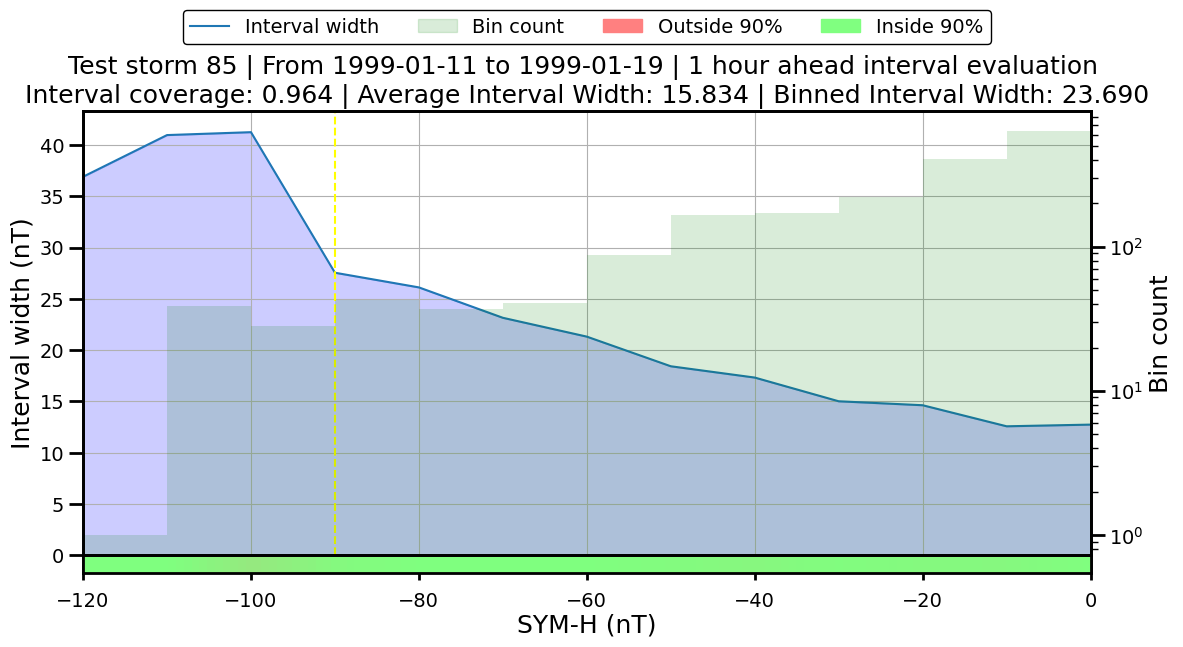 Interval width Bin count Outside 90% Inside 90%
Test storm 85 | From 1999-01-11 to 1999-01-19 | 1 hour ahead interval evaluation
Interval coverage: 0.964 | Average Interval Width: 15.834 | Binned Interval Width: 23.690
Interval width (nT)
40
35
30
25
20
15
10
5
0
10²
10¹
10⁰
Bin count
−120 −100 −80 −60 −40 −20 0
SYM-H (nT)